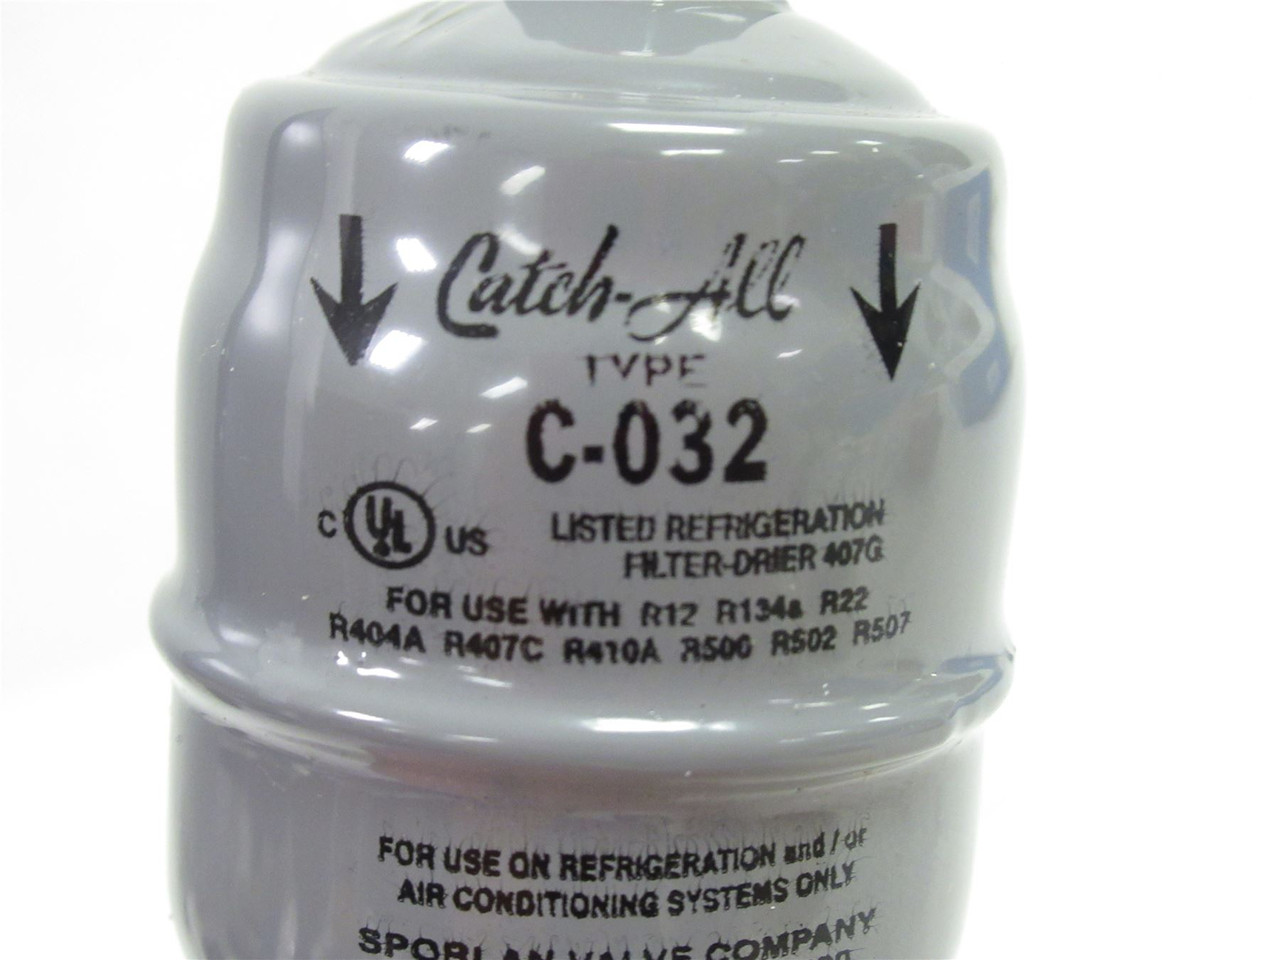 Catch-All
TYPE
C-032
C UL US
LISTED REFRIGERATION
FILTER-DRIER 407G
FOR USE WITH R12 R134a R22
R404A R407C R410A R500 R502 R507
FOR USE ON REFRIGERATION and / or
AIR CONDITIONING SYSTEMS ONLY
SPORLAN VALVE COMPANY